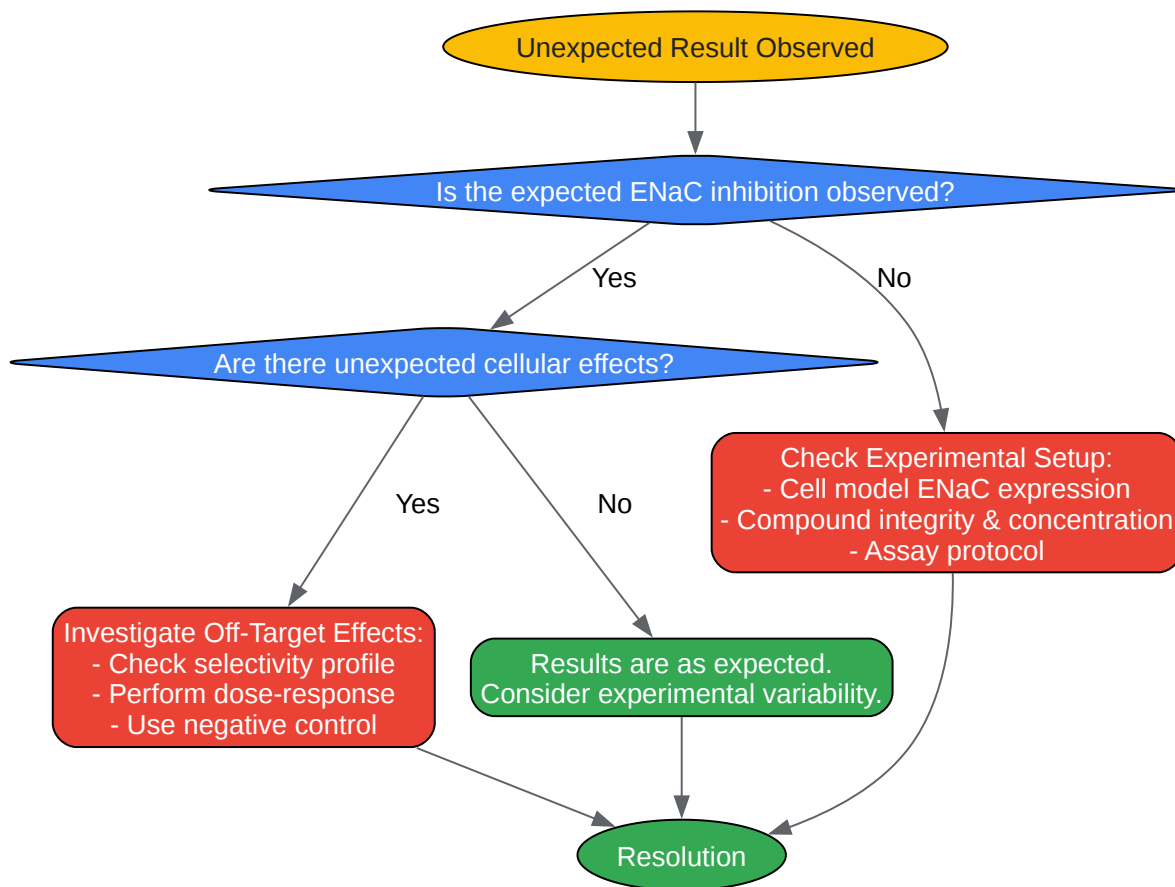 Unexpected Result Observed
Is the expected ENaC inhibition observed?
Yes
No
Are there unexpected cellular effects?
Check Experimental Setup:
- Cell model ENaC expression
- Compound integrity & concentration
- Assay protocol
Yes
No
Investigate Off-Target Effects:
- Check selectivity profile
- Perform dose-response
- Use negative control
Results are as expected.
Consider experimental variability.
Resolution